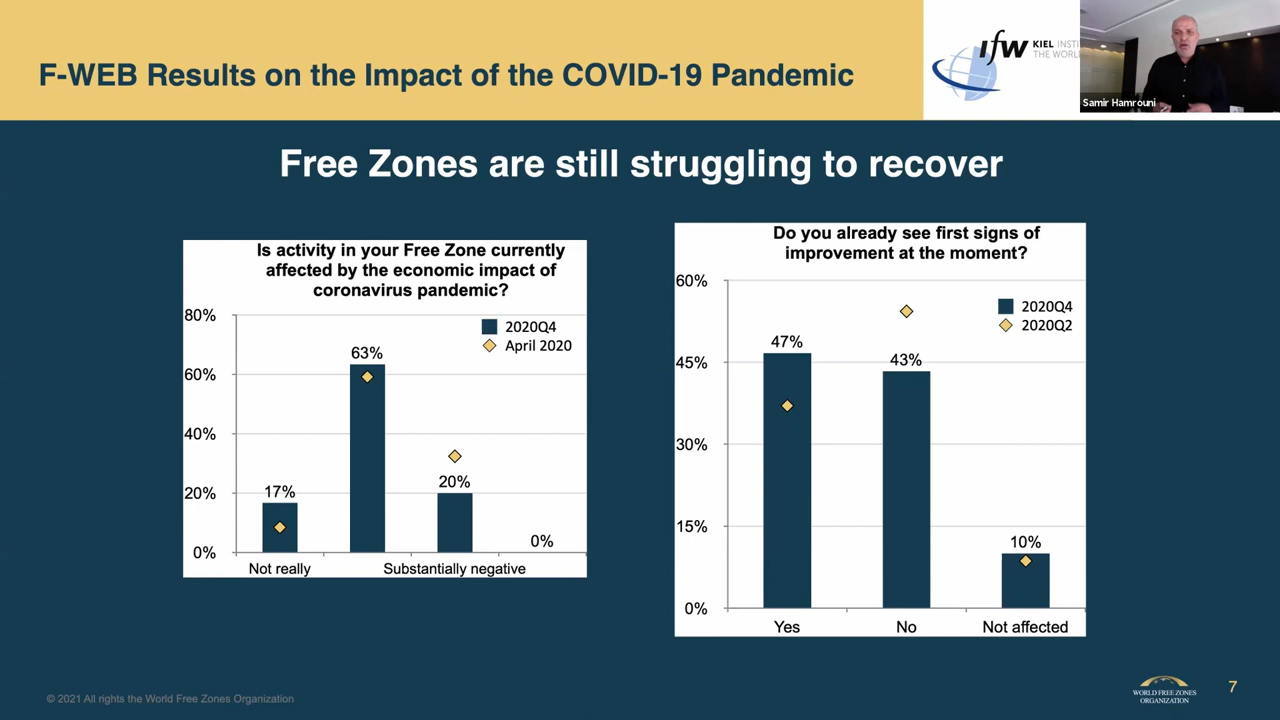 F-WEB Results on the Impact of the COVID-19 Pandemic
ifw KIEL INSTI
THE WORL
Samir Hamrouni
Free Zones are still struggling to recover
Is activity in your Free Zone currently
affected by the economic impact of
coronavirus pandemic?
80%
60%
40%
20%
0%
2020Q4
April 2020
17%
63%
20%
0%
Not really
Substantially negative
Do you already see first signs of
improvement at the moment?
60%
45%
30%
15%
0%
2020Q4
2020Q2
47%
43%
10%
Yes
No
Not affected
© 2021 All rights the World Free Zones Organization
WORLD FREE ZONES
ORGANIZATION
7